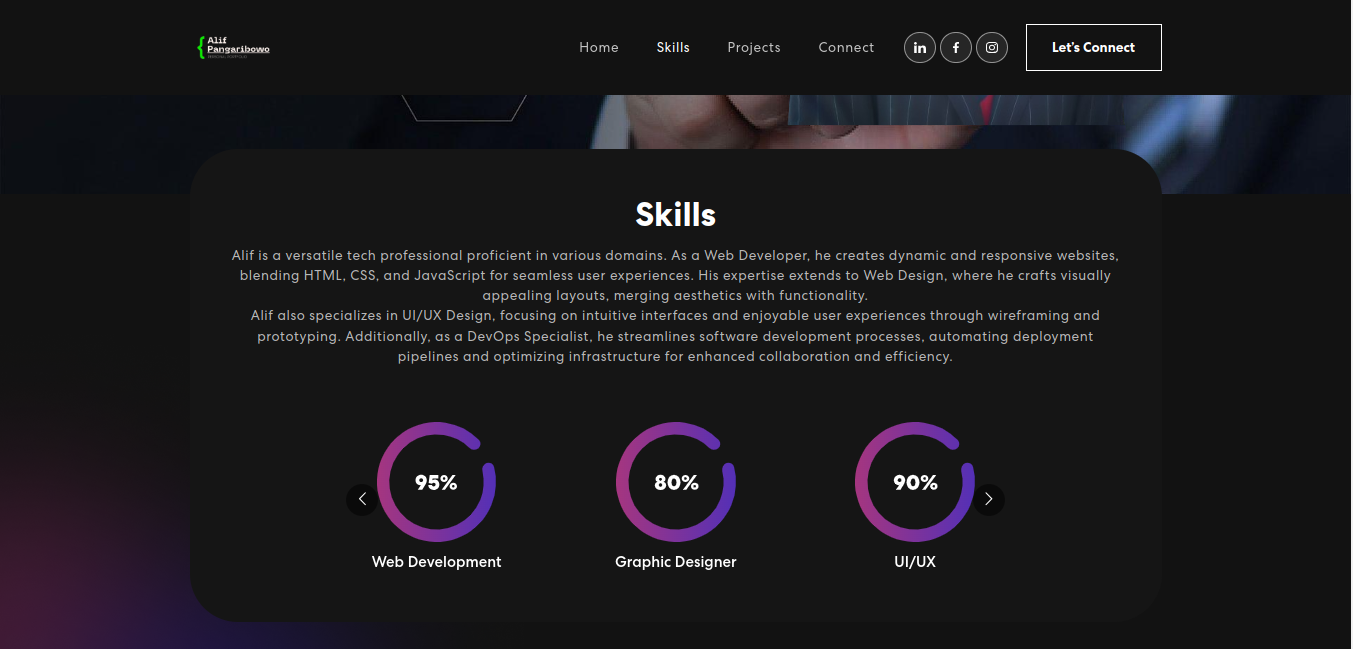 Alif
Pangaribowo
Home Skills Projects Connect Let's Connect
Skills
Alif is a versatile tech professional proficient in various domains. As a Web Developer, he creates dynamic and responsive websites,
blending HTML, CSS, and JavaScript for seamless user experiences. His expertise extends to Web Design, where he crafts visually
appealing layouts, merging aesthetics with functionality.
Alif also specializes in UI/UX Design, focusing on intuitive interfaces and enjoyable user experiences through wireframing and
prototyping. Additionally, as a DevOps Specialist, he streamlines software development processes, automating deployment
pipelines and optimizing infrastructure for enhanced collaboration and efficiency.
95% 80% 90%
Web Development Graphic Designer UI/UX